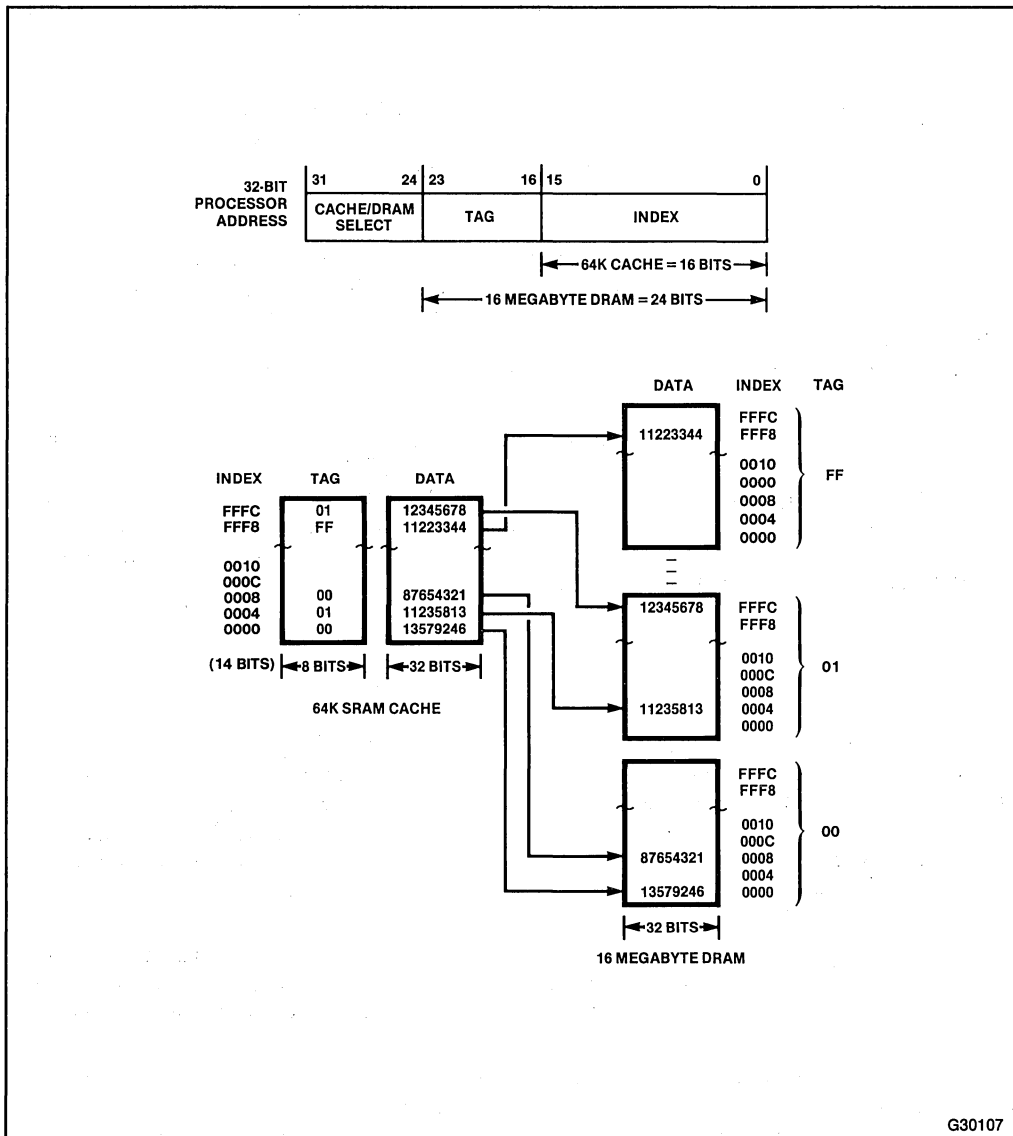 32-BIT PROCESSOR ADDRESS
31 24 23 16 15 0
CACHE/DRAM SELECT TAG INDEX
64K CACHE = 16 BITS
16 MEGABYTE DRAM = 24 BITS
DATA INDEX TAG
FFFC
11223344 FFF8
0010
0000
0008
0004
0000
FF
INDEX TAG DATA
FFFC 01 12345678
FFF8 FF 11223344
0010
000C
0008 00 87654321
0004 01 11235813
0000 00 13579246
(14 BITS) 8 BITS 32 BITS
64K SRAM CACHE
12345678 FFFC
FFF8
0010
000C
0008
11235813 0004
0000
01
FFFC
FFF8
0010
000C
87654321 0008
0004
13579246 0000
00
32 BITS
16 MEGABYTE DRAM
G30107